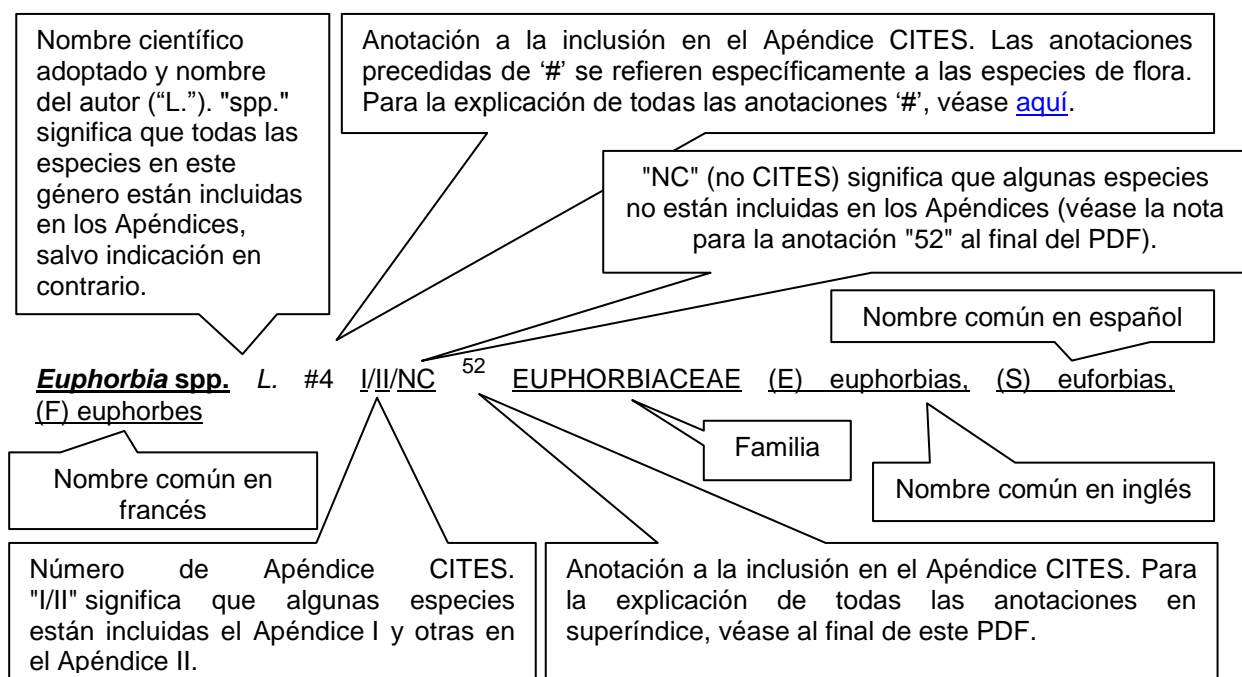 Nombre científico
adoptado y nombre
del autor (“L.”). "spp."
significa que todas las
especies en este
género están incluidas
en los Apéndices,
salvo indicación en
contrario.
Anotación a la inclusión en el Apéndice CITES. Las anotaciones
precedidas de ‘#’ se refieren específicamente a las especies de flora.
Para la explicación de todas las anotaciones ‘#’, véase aquí.
"NC" (no CITES) significa que algunas especies
no están incluidas en los Apéndices (véase la nota
para la anotación "52" al final del PDF).
Nombre común en español
Euphorbia spp. L. #4 I/II/NC 52 EUPHORBIACEAE (E) euphorbias, (S) euforbias,
(F) euphorbes
Familia
Nombre común en
francés
Nombre común en inglés
Número de Apéndice CITES.
"I/II" significa que algunas especies
están incluidas el Apéndice I y otras en
el Apéndice II.
Anotación a la inclusión en el Apéndice CITES. Para
la explicación de todas las anotaciones en
superíndice, véase al final de este PDF.